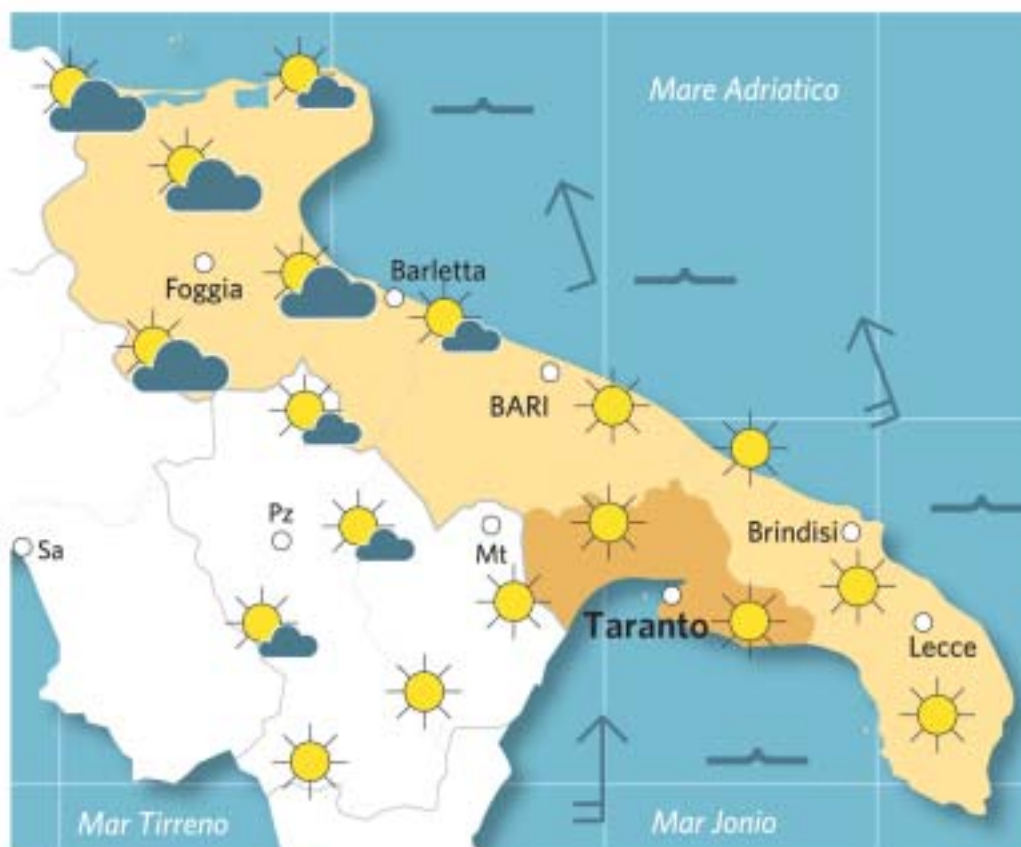 Mare Adriatico
Barletta
Foggia
BARI
Pz
Mt
Brindisi
Sa
Taranto
Lecce
Mar Tirreno
Mar Jonio